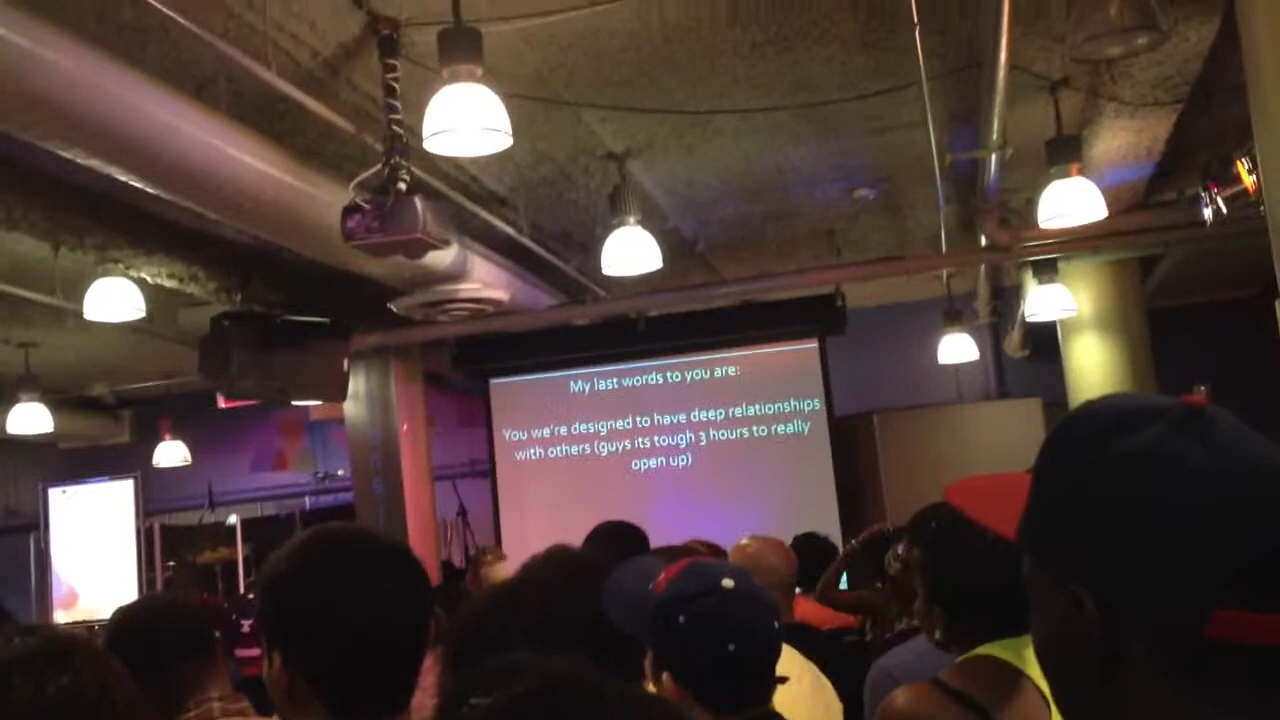 My last words to you are:
You we're designed to have deep relationships
with others (guys its tough 3 hours to really
open up)